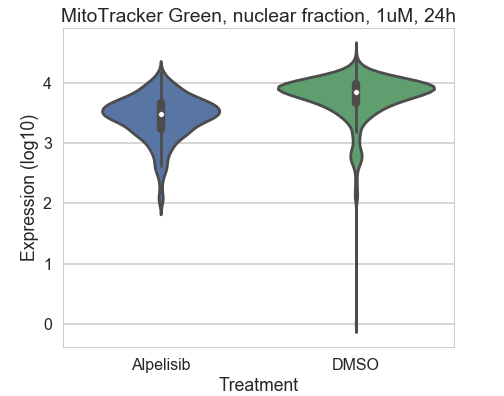 MitoTracker Green, nuclear fraction, 1uM, 24h
Expression (log10)
4
3
2
1
0
Alpelisib DMSO
Treatment